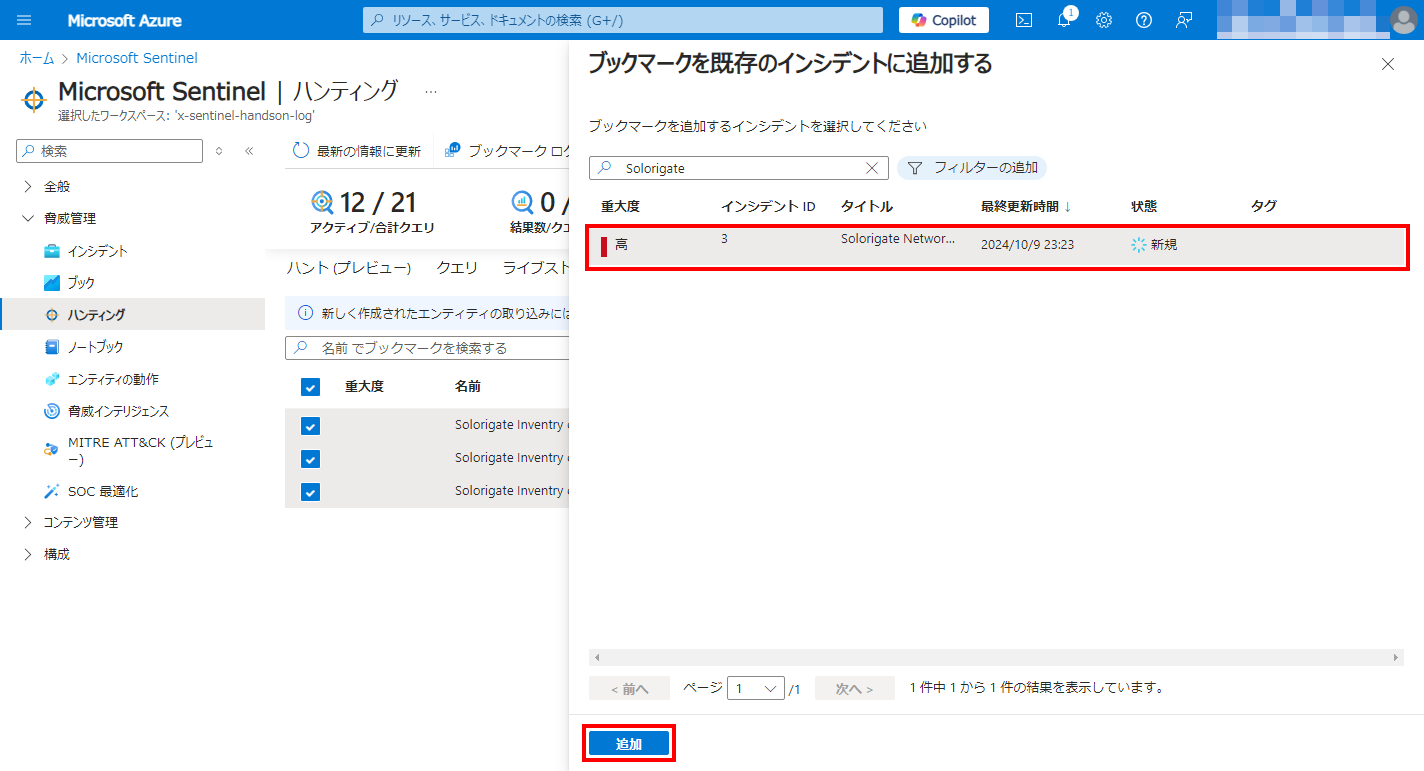 Microsoft Azure
リソース、サービス、ドキュメントの検索 (G+/)
Copilot
1
ホーム > Microsoft Sentinel
Microsoft Sentinel | ハンティング ...
選択したワークスペース: 'x-sentinel-handson-log'
検索
全般
脅威管理
インシデント
ブック
ハンティング
ノートブック
エンティティの動作
脅威インテリジェンス
MITRE ATT&CK (プレビュ
ー)
SOC 最適化
コンテンツ管理
構成
最新の情報に更新
ブックマーク ロ
12 / 21
アクティブ/合計クエリ
0 /
結果数/クエ
ハント (プレビュー) クエリ ライブスト
新しく作成されたエンティティの取り込みには
名前 でブックマークを検索する
重大度 名前
Solorigate Inventry
Solorigate Inventry
Solorigate Inventry
ブックマークを既存のインシデントに追加する
ブックマークを追加するインシデントを選択してください
Solorigate
フィルターの追加
重大度 インシデント ID タイトル 最終更新時間 ↓ 状態 タグ
高 3 Solorigate Networ... 2024/10/9 23:23 新規
< 前へ ページ 1 /1 次へ > 1 件中 1 から 1 件の結果を表示しています。
追加